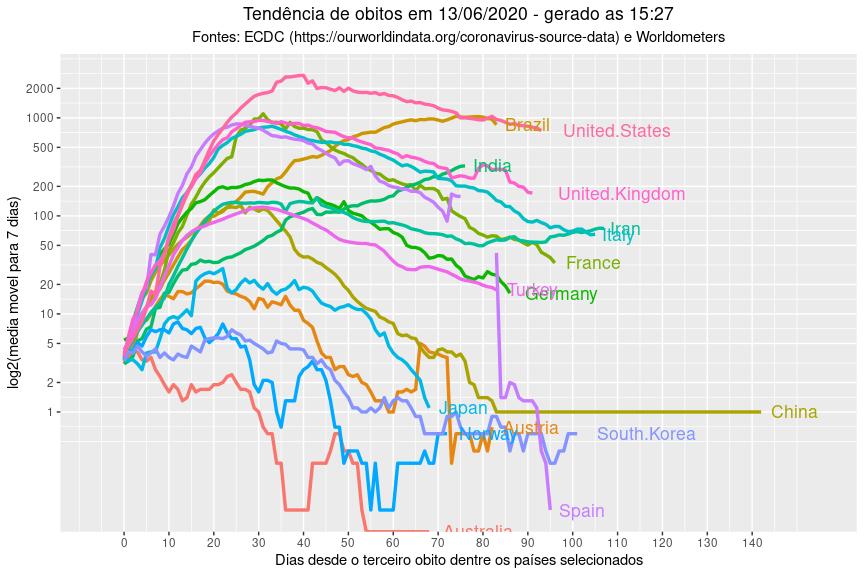 Tendência de obitos em 13/06/2020 - gerado as 15:27
Fontes: ECDC (https://ourworldindata.org/coronavirus-source-data) e Worldometers
log2(media movel para 7 dias)
2000
1000
500
200
100
50
20
10
5
2
1
Brazil
United.States
India
United.Kingdom
Iran
Italy
France
Turkey
Germany
Japan
China
Austria
Norway
South.Korea
Spain
Australia
0 10 20 30 40 50 60 70 80 90 100 110 120 130 140
Dias desde o terceiro obito dentre os países selecionados